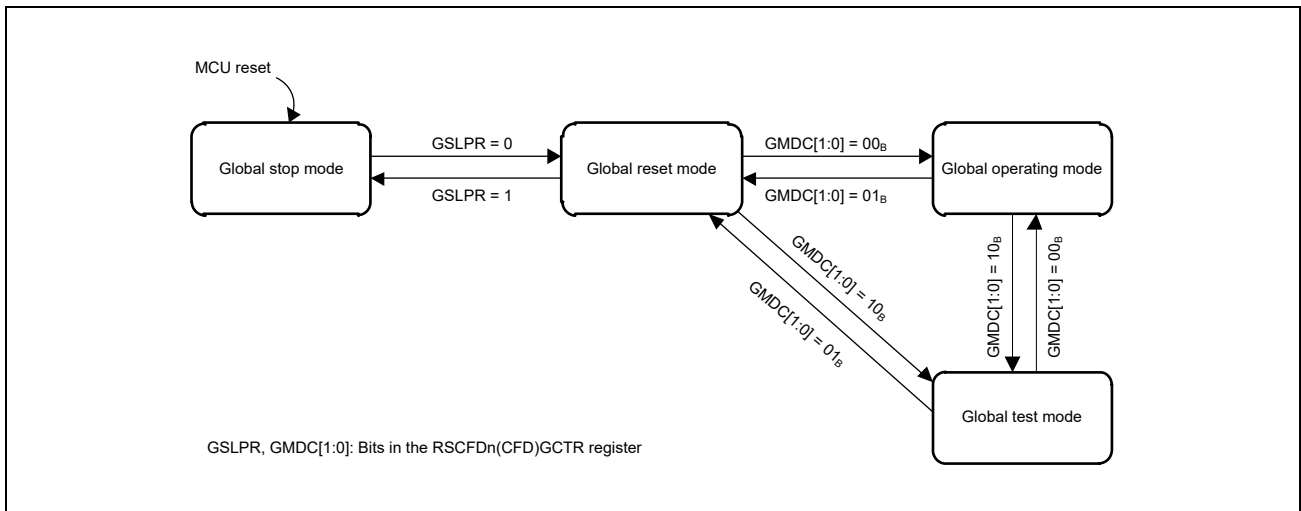 MCU reset
Global stop mode
GSLPR = 0
GSLPR = 1
Global reset mode
GMDC[1:0] = 00B
GMDC[1:0] = 01B
Global operating mode
GMDC[1:0] = 10B
GMDC[1:0] = 01B
GMDC[1:0] = 10B
GMDC[1:0] = 00B
Global test mode
GSLPR, GMDC[1:0]: Bits in the RSCFDn(CFD)GCTR register